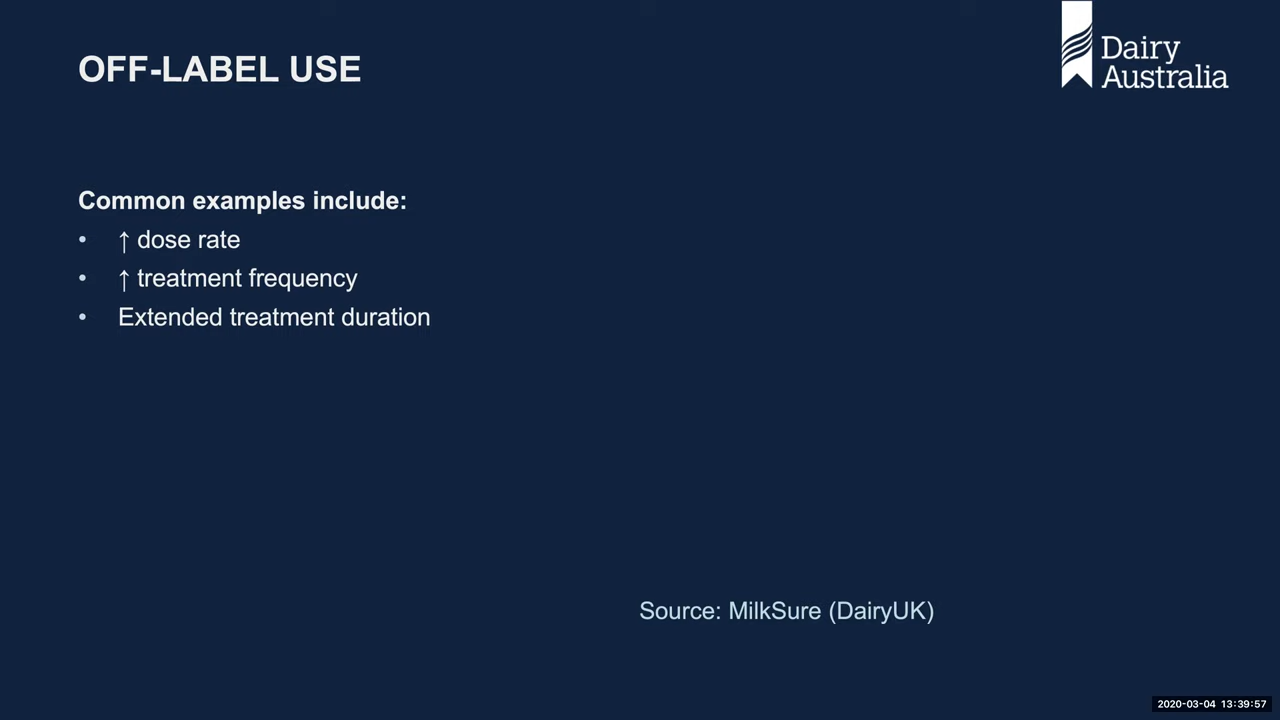 OFF-LABEL USE
Dairy
Australia
Common examples include:
• ↑ dose rate
• ↑ treatment frequency
• Extended treatment duration
Source: MilkSure (DairyUK)
2020-03-04 13:39:57